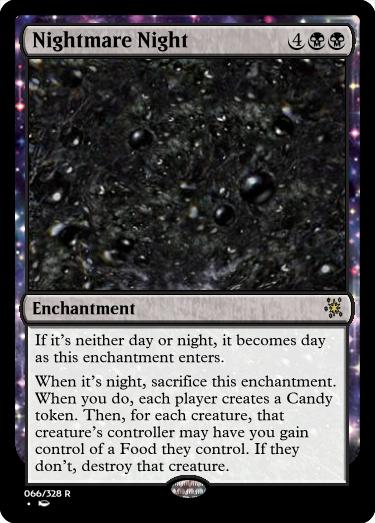 Nightmare Night 4
Enchantment
If it's neither day or night, it becomes day
as this enchantment enters.
When it's night, sacrifice this enchantment.
When you do, each player creates a Candy
token. Then, for each creature, that
creature's controller may have you gain
control of a Food they control. If they
don't, destroy that creature.
066/328 R